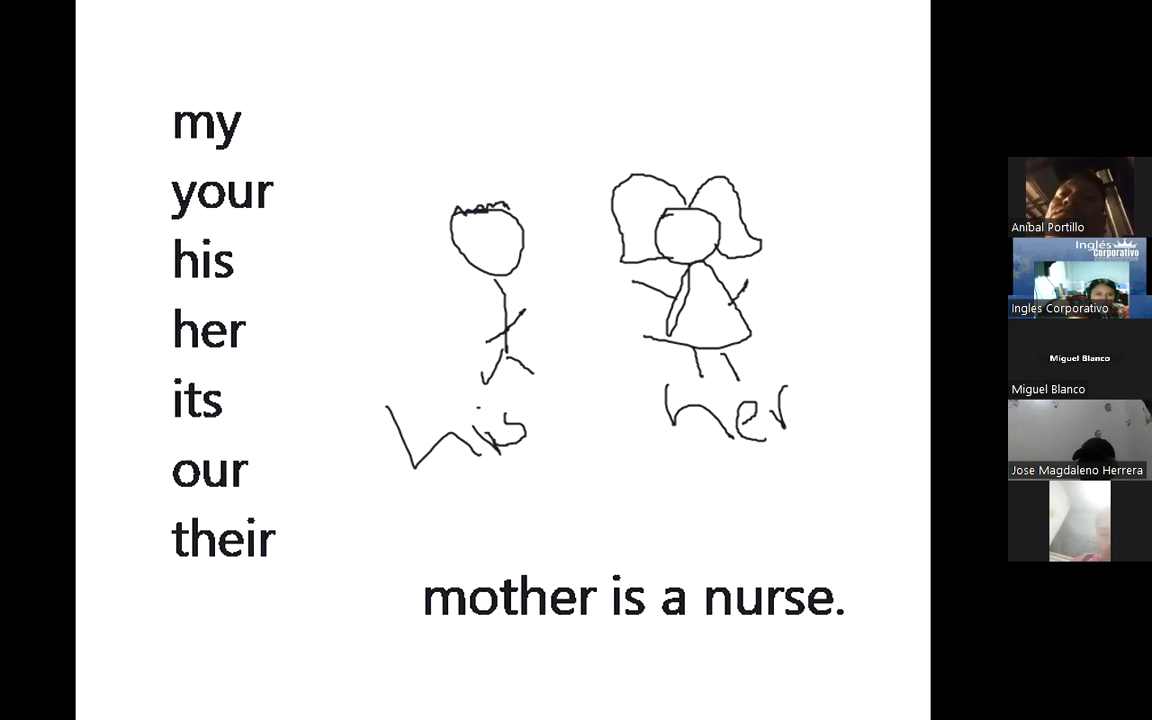 my
your
his
her
its
our
their
his
her
mother is a nurse.
Aníbal Portillo
Inglés
Corporativo
Ingles Corporativo
Miguel Blanco
Miguel Blanco
Jose Magdaleno Herrera